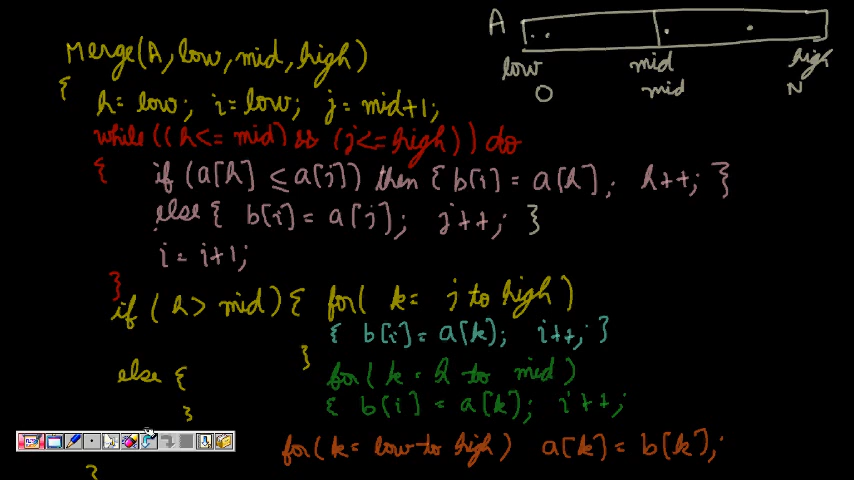 A
Merge(A, low, mid, high)
low mid high
{
0 mid N
h = low; i = low; j = mid+1;
while ((h <= mid) && (j <= high)) do
{ if (a[h] ≤ a[j]) then { b[i] = a[h]; h++; }
else { b[i] = a[j]; j++; }
i = i+1;
}
if (h > mid) { for( k = j to high)
{ b[i] = a[k]; i++; }
}
else { for( k = h to mid)
{ b[i] = a[k]; i++;
}
for(k = low to high) a[k] = b[k];
}